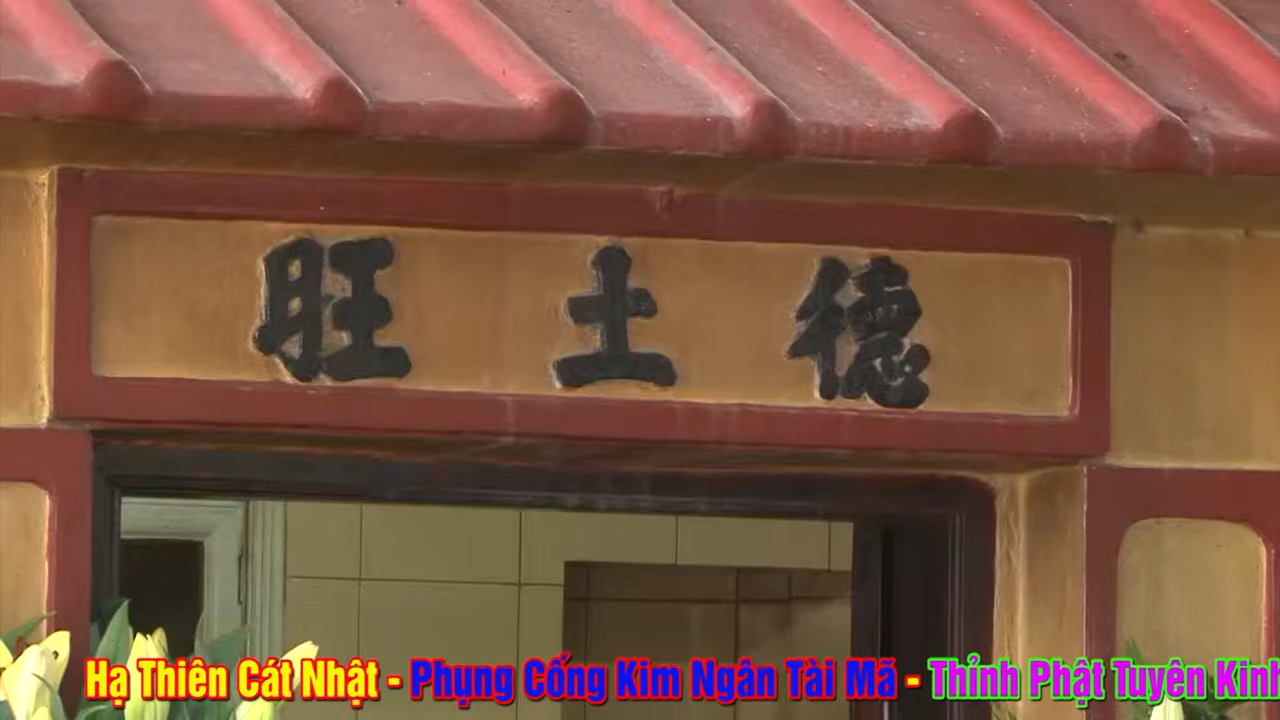 旺土德
Hạ Thiên Cát Nhật - Phụng Cống Kim Ngân Tài Mã - Thỉnh Phật Tuyên Kinh